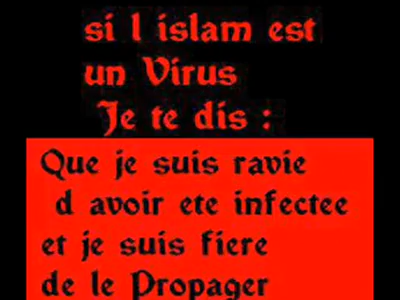 si l islam est
un Virus
Je te dis :
Que je suis ravie
d avoir ete infectee
et je suis fiere
de le Propager